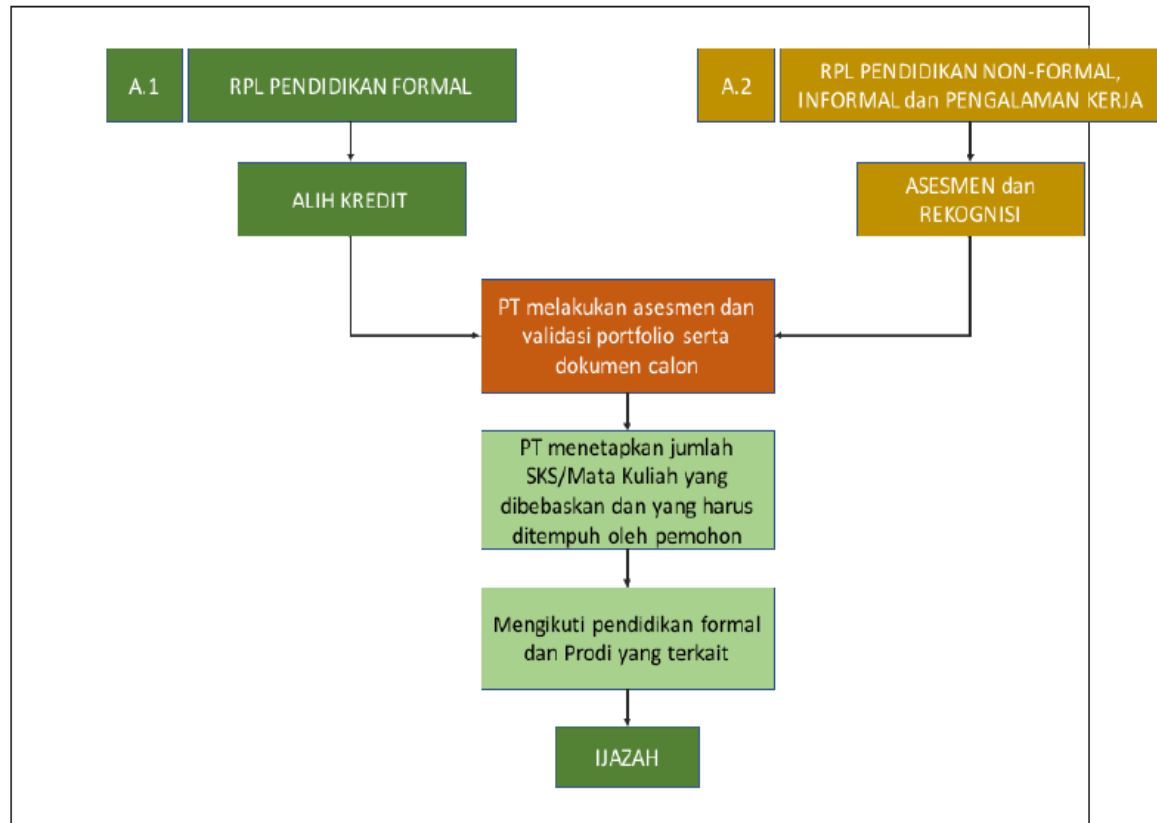 A.1
RPL PENDIDIKAN FORMAL
A.2
RPL PENDIDIKAN NON-FORMAL,
INFORMAL dan PENGALAMAN KERJA
ALIH KREDIT
ASESMEN dan
REKOGNISI
PT melakukan asesmen dan
validasi portfolio serta
dokumen calon
PT menetapkan jumlah
SKS/Mata Kuliah yang
dibebaskan dan yang harus
ditempuh oleh pemohon
Mengikuti pendidikan formal
dan Prodi yang terkait
IJAZAH